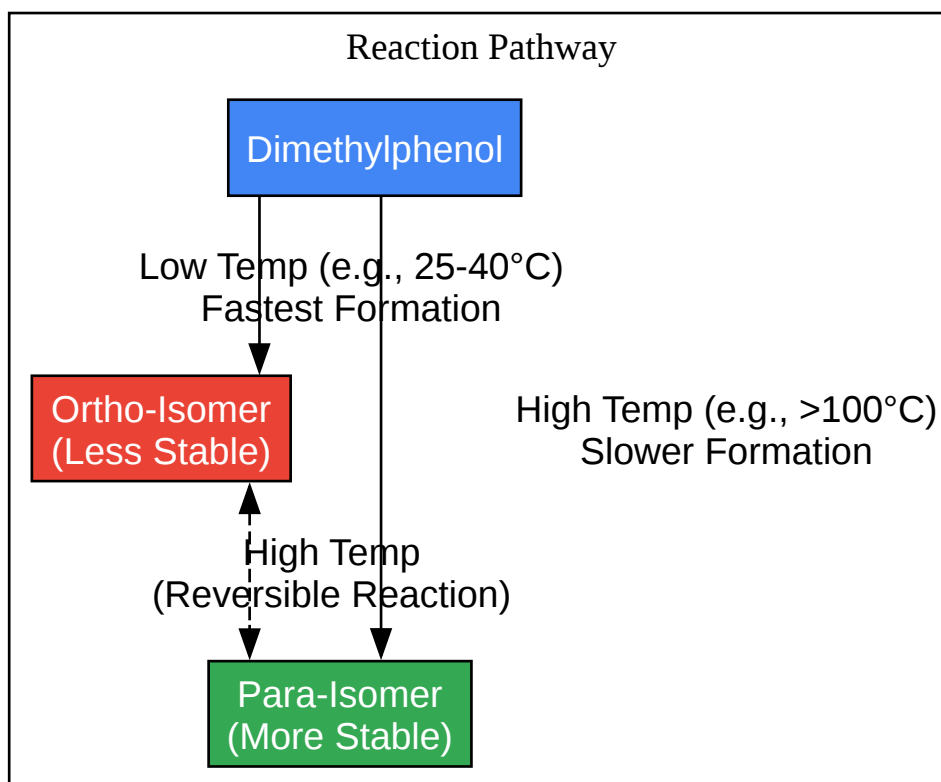 Reaction Pathway
Dimethylphenol
Low Temp (e.g., 25-40°C)
Fastest Formation
Ortho-Isomer
(Less Stable)
High Temp (e.g., >100°C)
Slower Formation
High Temp
(Reversible Reaction)
Para-Isomer
(More Stable)